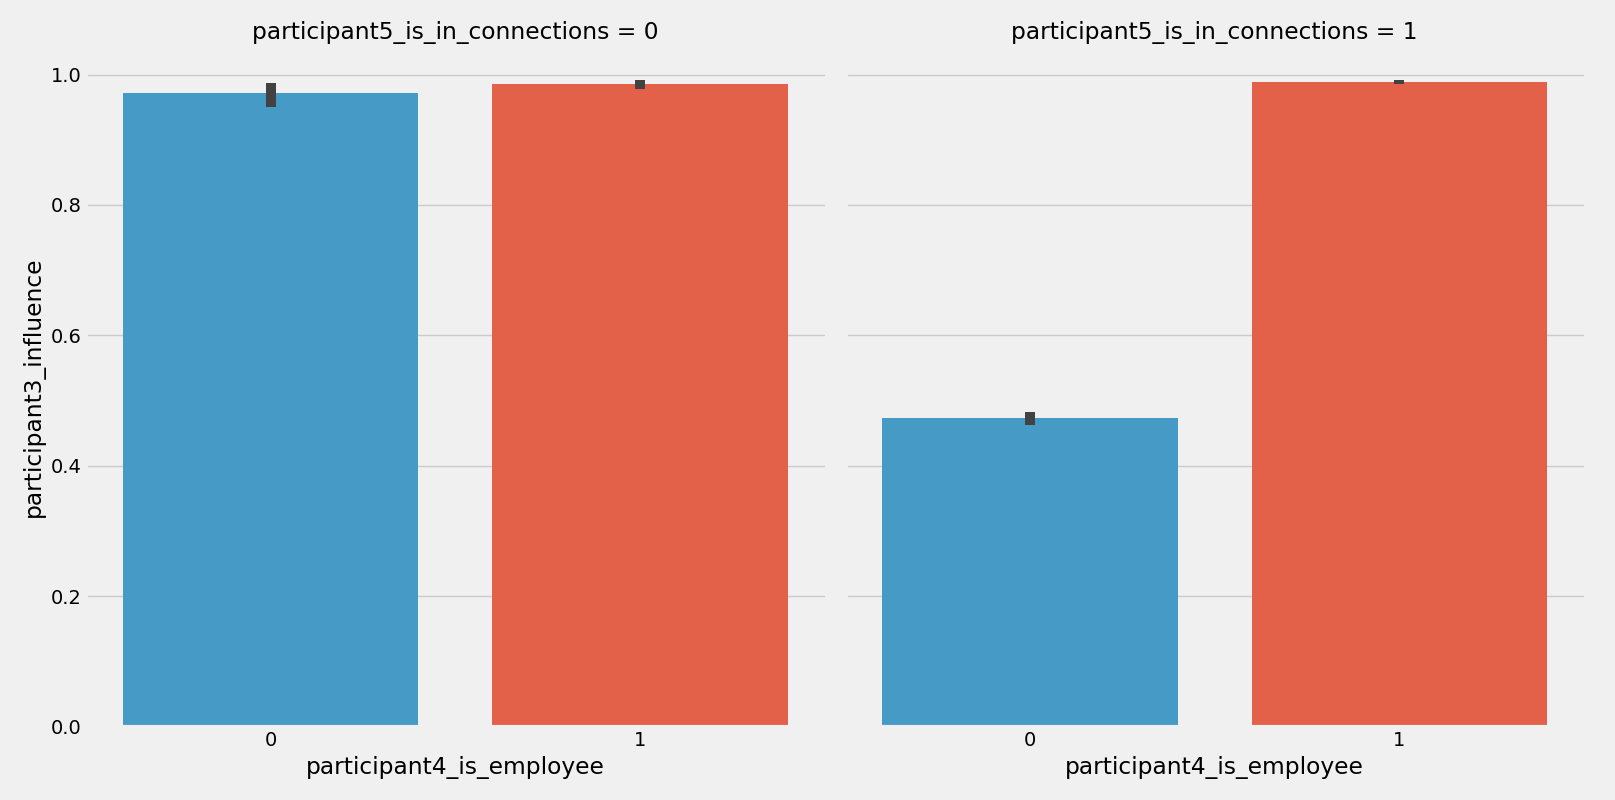 participant5_is_in_connections = 0
participant5_is_in_connections = 1
participant3_influence
1.0
0.8
0.6
0.4
0.2
0.0
0 1
0 1
participant4_is_employee
participant4_is_employee